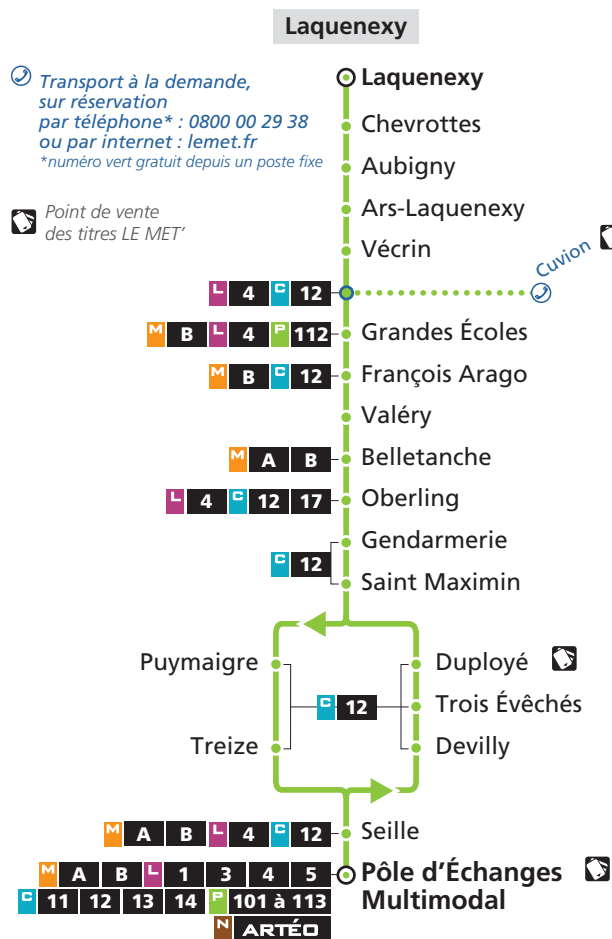 Laquenexy
Transport à la demande,
sur réservation
par téléphone* : 0800 00 29 38
ou par internet : lemet.fr
*numéro vert gratuit depuis un poste fixe
Point de vente
des titres LE MET'
Laquenexy
Chevrottes
Aubigny
Ars-Laquenexy
Vécrin
Cuvion
L 4 C 12
M B L 4 P 112 Grandes Écoles
M B C 12 François Arago
Valéry
M A B Belletanche
L 4 C 12 17 Oberling
Gendarmerie
C 12
Saint Maximin
Puymaigre Duployé
C 12 Trois Évêchés
Treize Devilly
M A B L 4 C 12 Seille
M A B L 1 3 4 5 Pôle d'Échanges
C 11 12 13 14 P 101 à 113 Multimodal
N ARTÉO